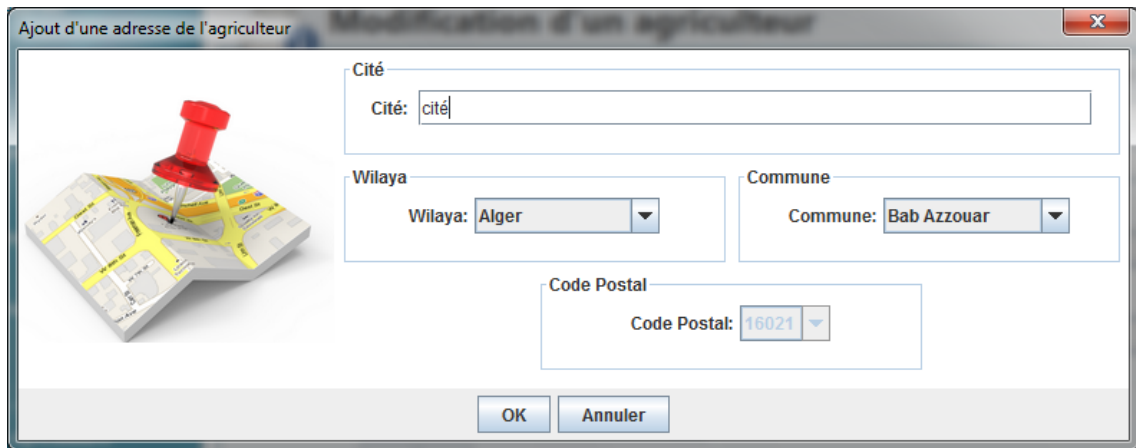 Modification d'un agriculteur
Ajout d'une adresse de l'agriculteur
Cité
Cité: cité
Wilaya
Commune
Wilaya: Alger
Commune: Bab Azzouar
Code Postal
Code Postal: 16021
OK
Annuler